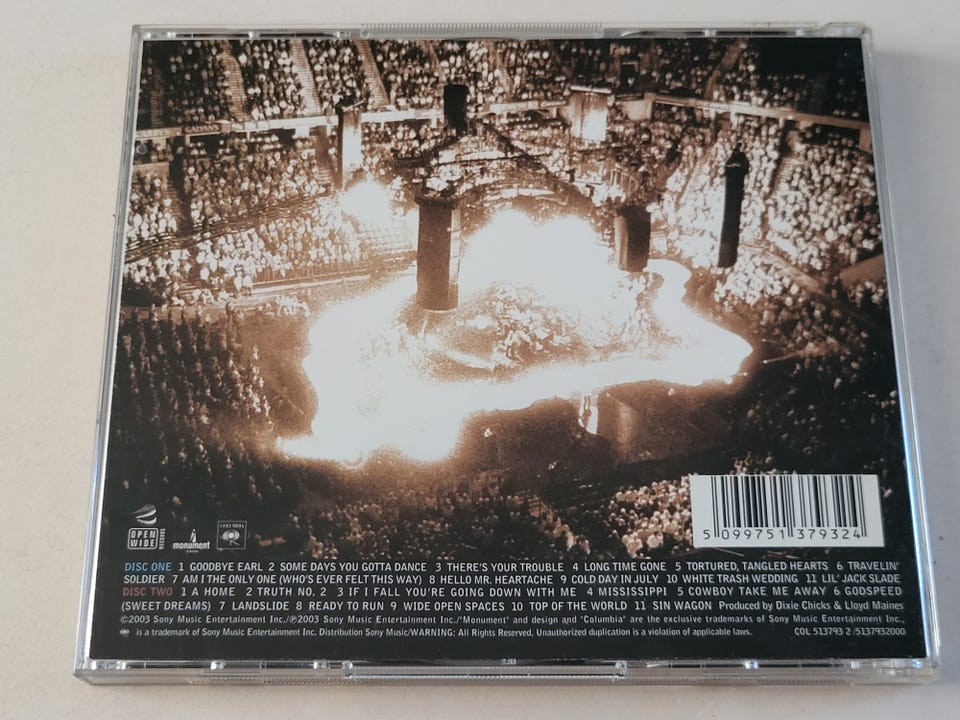 GALYANS
OPEN
WIDE
RECORDS
monument
COLUMBIA
5 099751 379324
DISC ONE 1 GOODBYE EARL 2 SOME DAYS YOU GOTTA DANCE 3 THERE'S YOUR TROUBLE 4 LONG TIME GONE 5 TORTURED, TANGLED HEARTS 6 TRAVELIN'
SOLDIER 7 AM I THE ONLY ONE (WHO'S EVER FELT THIS WAY) 8 HELLO MR. HEARTACHE 9 COLD DAY IN JULY 10 WHITE TRASH WEDDING 11 LIL' JACK SLADE
DISC TWO 1 A HOME 2 TRUTH NO. 2 3 IF I FALL YOU'RE GOING DOWN WITH ME 4 MISSISSIPPI 5 COWBOY TAKE ME AWAY 6 GODSPEED
(SWEET DREAMS) 7 LANDSLIDE 8 READY TO RUN 9 WIDE OPEN SPACES 10 TOP OF THE WORLD 11 SIN WAGON Produced by Dixie Chicks & Lloyd Maines
©2003 Sony Music Entertainment Inc./℗2003 Sony Music Entertainment Inc./"Monument" and design and "Columbia" are the exclusive trademarks of Sony Music Entertainment Inc.
is a trademark of Sony Music Entertainment Inc. Distribution Sony Music/WARNING: All Rights Reserved. Unauthorized duplication is a violation of applicable laws. COL 513793 2/5137932000